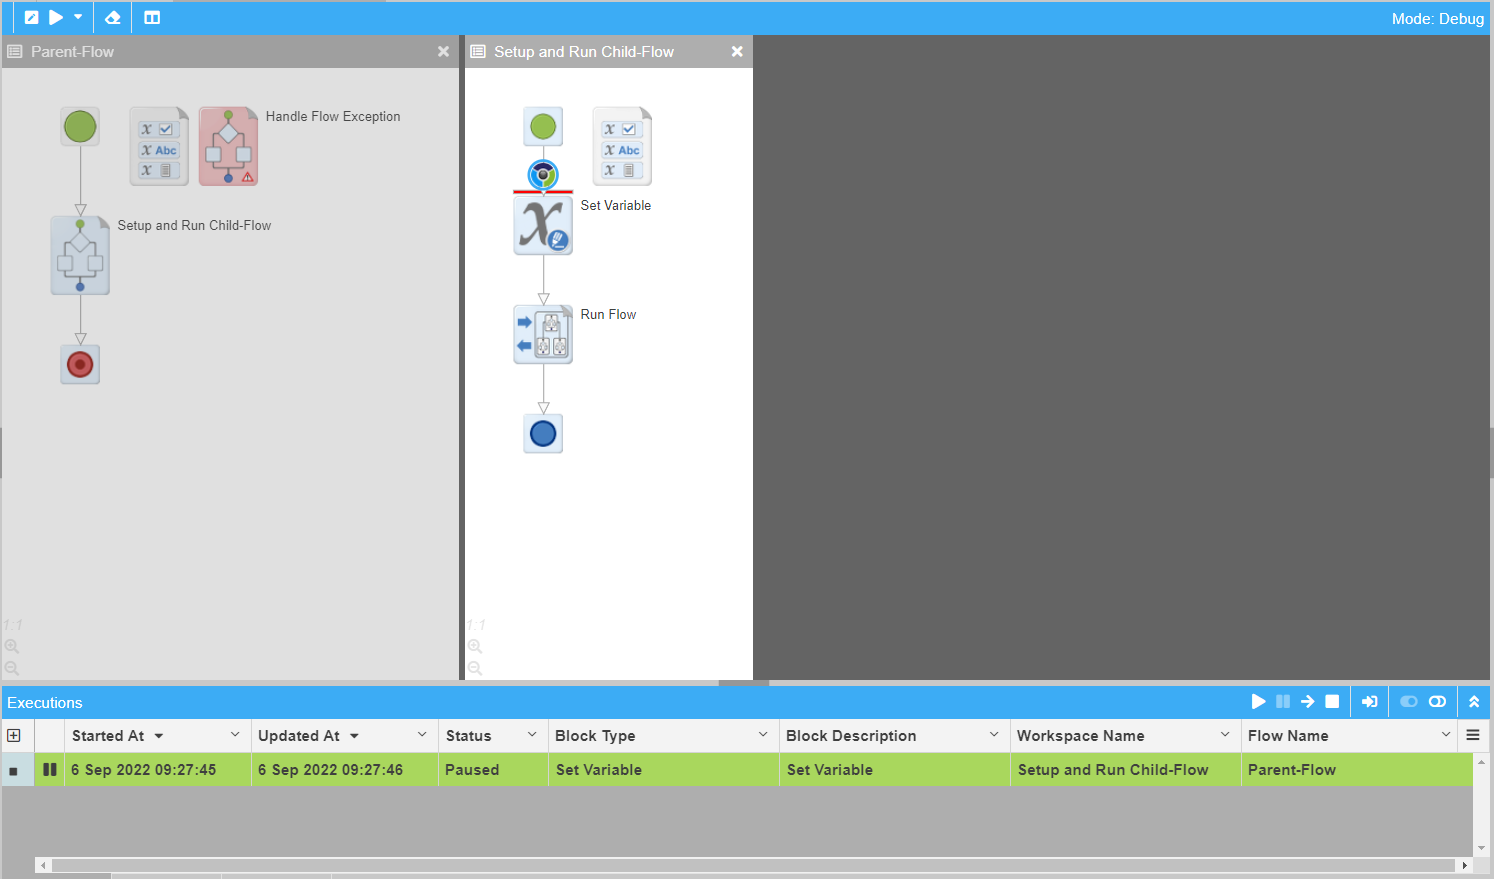 Mode: Debug
Parent-Flow
Setup and Run Child-Flow
X
X Abc
X
Handle Flow Exception
Setup and Run Child-Flow
1:1
X
X Abc
X
Set Variable
X
Run Flow
1:1
Executions
Started At Updated At Status Block Type Block Description Workspace Name Flow Name
6 Sep 2022 09:27:45 6 Sep 2022 09:27:46 Paused Set Variable Set Variable Setup and Run Child-Flow Parent-Flow